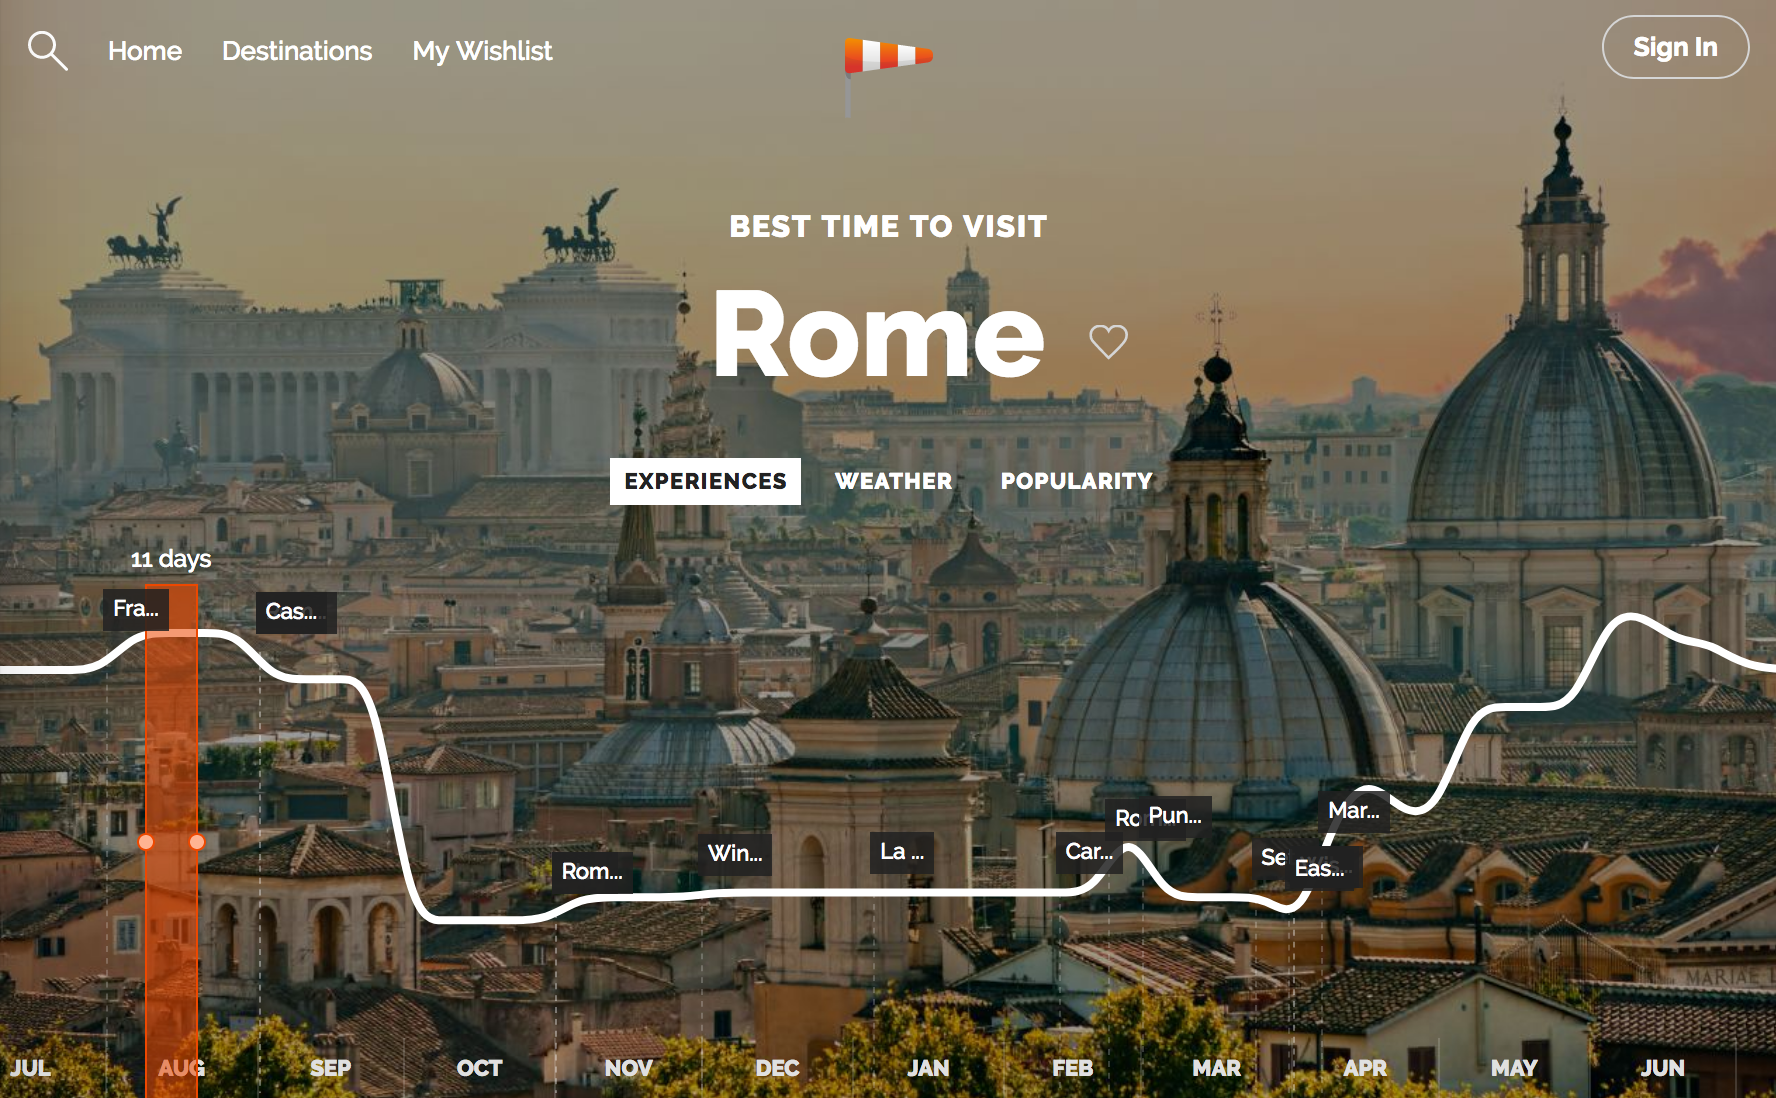 Home Destinations My Wishlist
Sign In
BEST TIME TO VISIT
Rome
EXPERIENCES WEATHER POPULARITY
11 days
Fra...
Cas...
Rom...
Win...
La ...
Car...
Pun...
Mar...
Se
Eas...
MARIAE
JUL AUG SEP OCT NOV DEC JAN FEB MAR APR MAY JUN